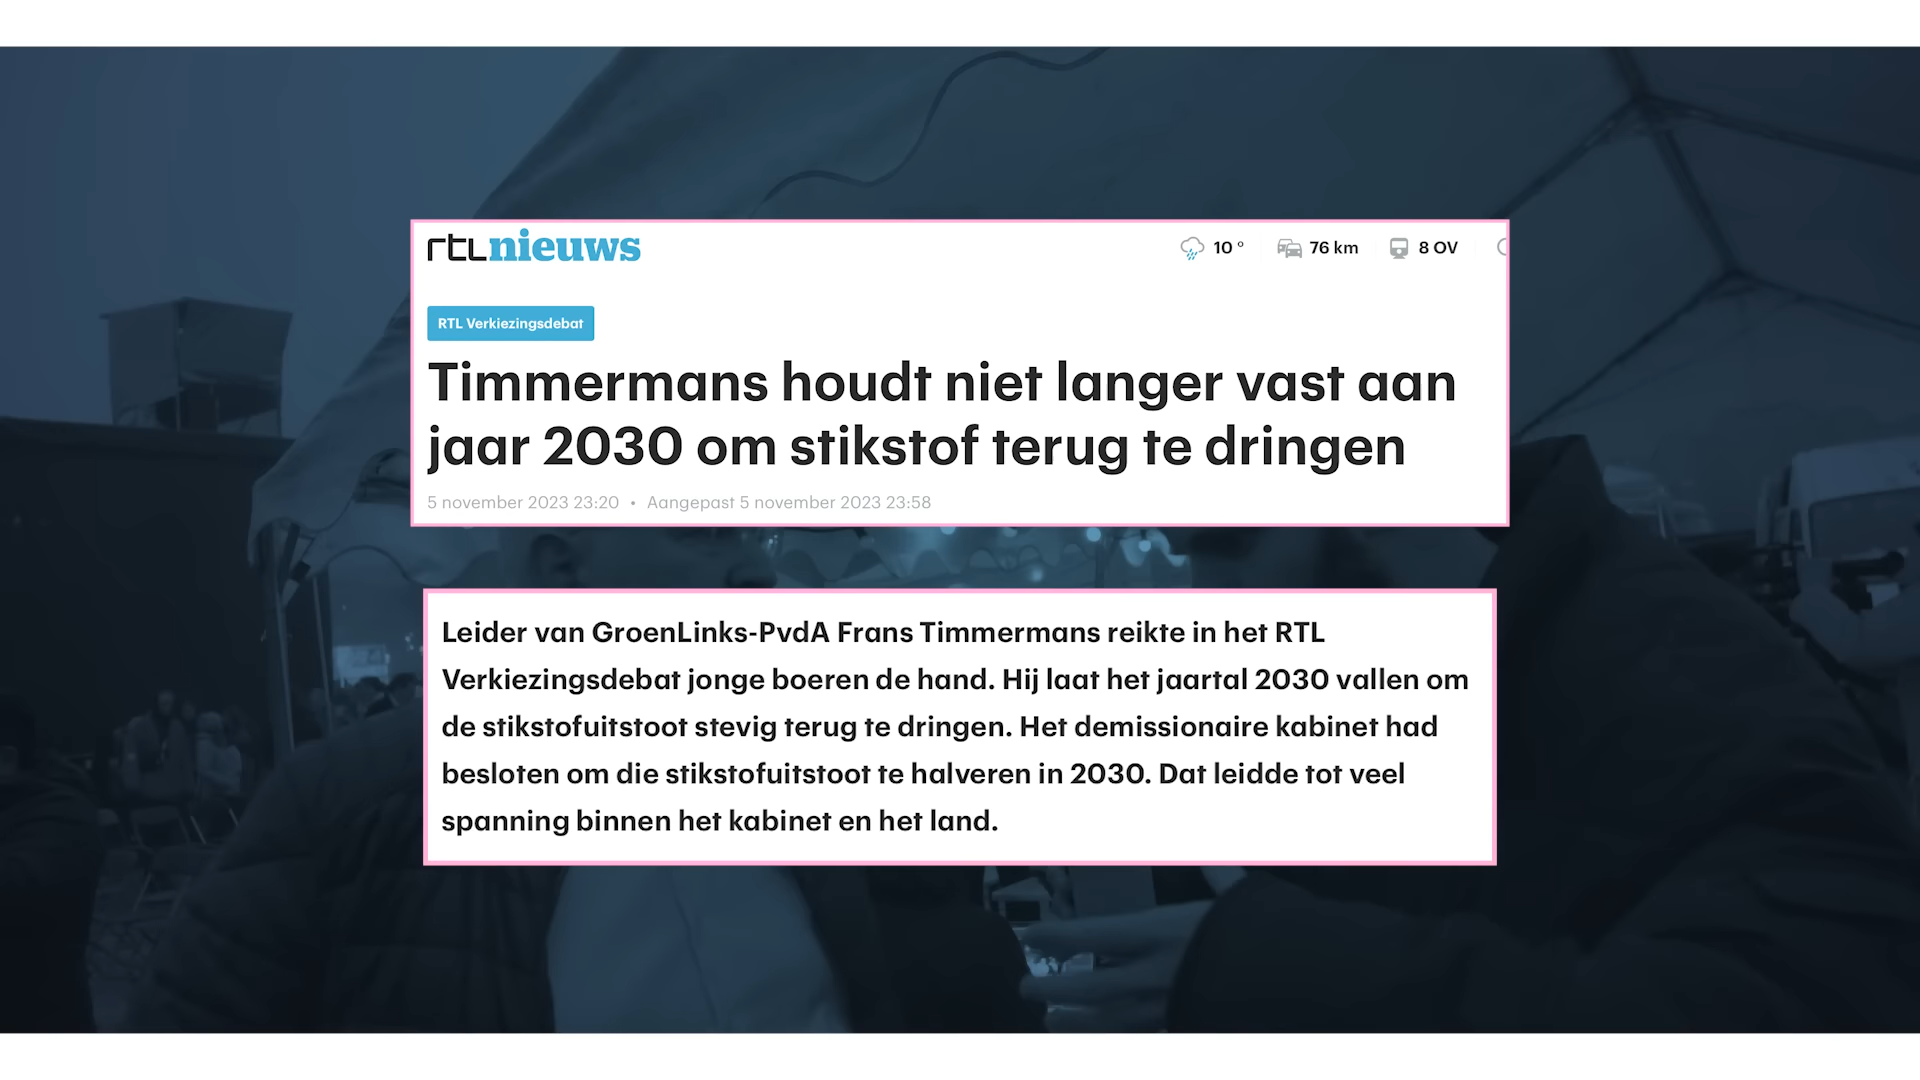 rtlnieuws
10 °
76 km
8 OV
RTL Verkiezingsdebat
Timmermans houdt niet langer vast aan
jaar 2030 om stikstof terug te dringen
5 november 2023 23:20 • Aangepast 5 november 2023 23:58
Leider van GroenLinks-PvdA Frans Timmermans reikte in het RTL
Verkiezingsdebat jonge boeren de hand. Hij laat het jaartal 2030 vallen om
de stikstofuitstoot stevig terug te dringen. Het demissionaire kabinet had
besloten om die stikstofuitstoot te halveren in 2030. Dat leidde tot veel
spanning binnen het kabinet en het land.